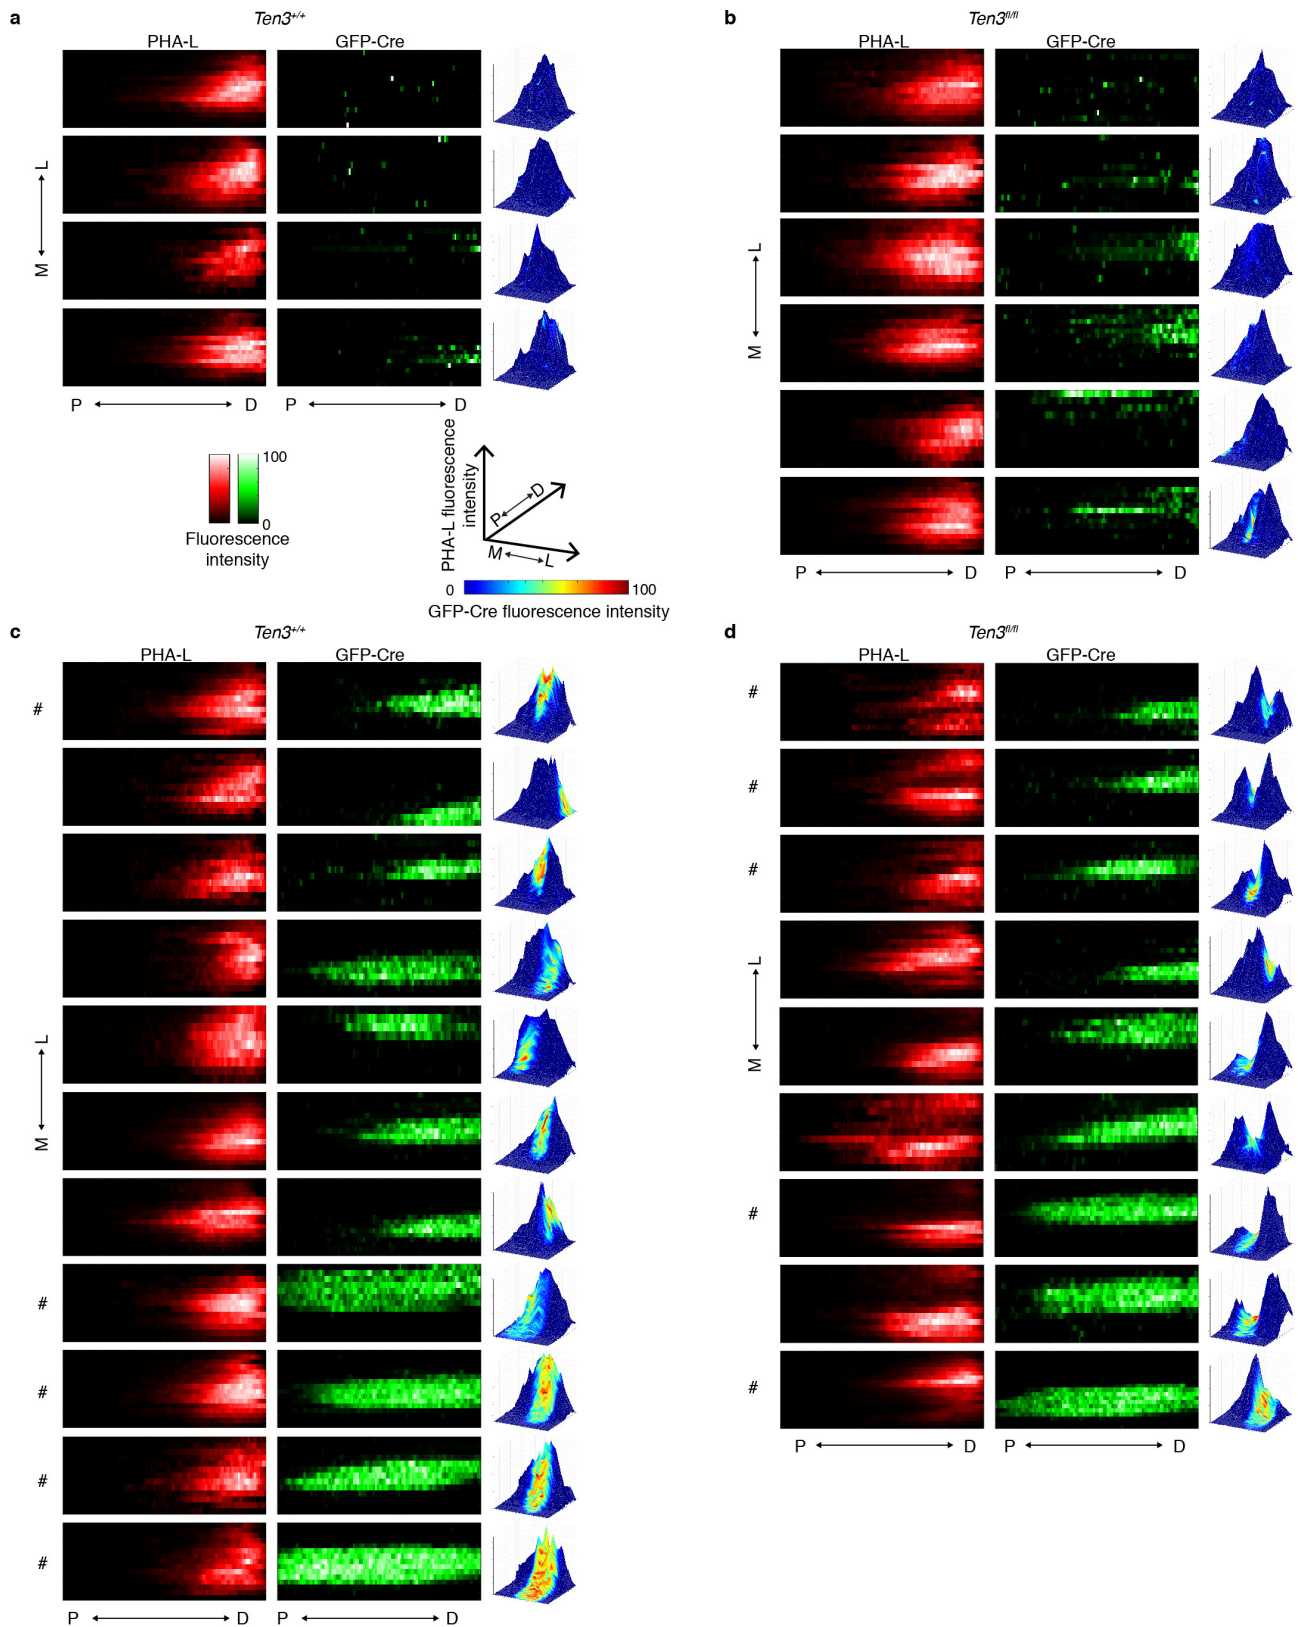 a
Ten3+/+
PHA-L
GFP-Cre
M
L
P
D
P
D
100
0
Fluorescence
intensity
PHA-L fluorescence
intensity
P
D
M
L
0
100
GFP-Cre fluorescence intensity
b
Ten3fl/fl
PHA-L
GFP-Cre
M
L
P
D
P
D
c
Ten3+/+
PHA-L
GFP-Cre
#
M
L
#
#
#
#
P
D
P
D
d
Ten3fl/fl
PHA-L
GFP-Cre
#
#
#
M
L
#
#
P
D
P
D